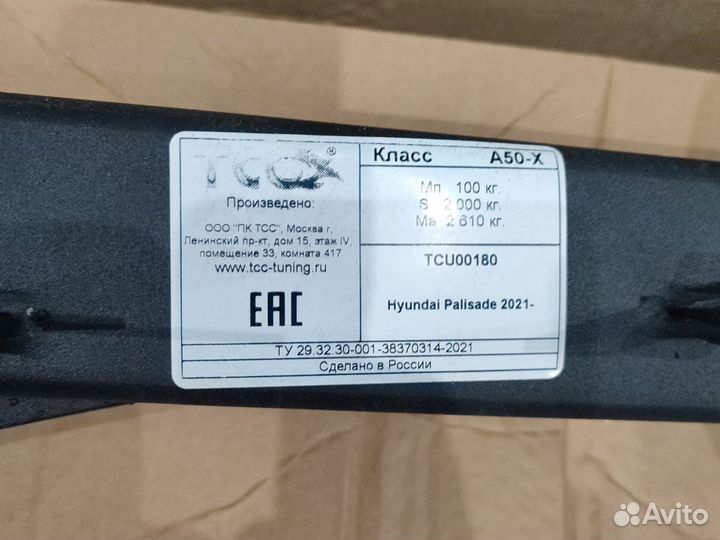 TCC ®
Произведено:
ООО "ПК ТСС", Москва г,
Ленинский пр-кт, дом 15, этаж IV,
помещение 33, комната 417
www.tcc-tuning.ru
EAC
Класс A50-X
Мп 100 кг.
S 2 000 кг.
Ма 2 610 кг.
TCU00180
Hyundai Palisade 2021-
ТУ 29.32.30-001-38370314-2021
Сделано в России
Avito